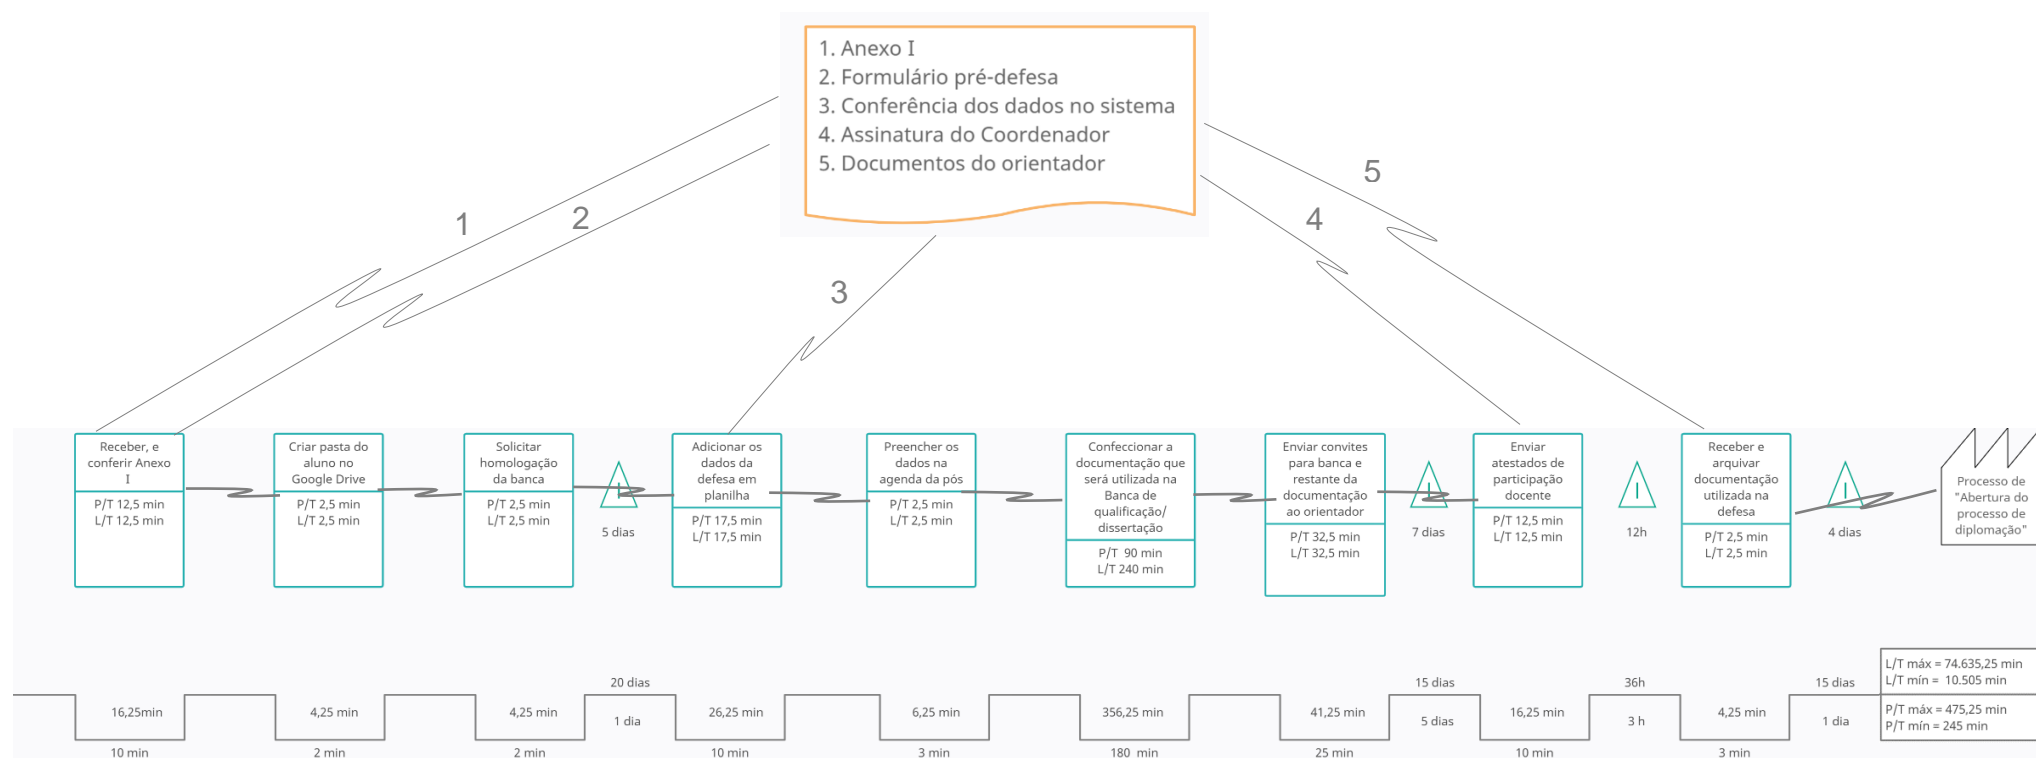 1. Anexo I
2. Formulário pré-defesa
3. Conferência dos dados no sistema
4. Assinatura do Coordenador
5. Documentos do orientador
1
2
3
4
5
Receber, e
conferir Anexo
I
P/T 12,5 min
L/T 12,5 min
Criar pasta do
aluno no
Google Drive
P/T 2,5 min
L/T 2,5 min
Solicitar
homologação
da banca
P/T 2,5 min
L/T 2,5 min
I
5 dias
Adicionar os
dados da
defesa em
planilha
P/T 17,5 min
L/T 17,5 min
Preencher os
dados na
agenda da pós
P/T 2,5 min
L/T 2,5 min
Confeccionar a
documentação que
será utilizada na
Banca de
qualificação/
dissertação
P/T 90 min
L/T 240 min
Enviar convites
para banca e
restante da
documentação
ao orientador
P/T 32,5 min
L/T 32,5 min
I
7 dias
Enviar
atestados de
participação
docente
P/T 12,5 min
L/T 12,5 min
I
12h
Receber e
arquivar
documentação
utilizada na
defesa
P/T 2,5 min
L/T 2,5 min
I
4 dias
Processo de
"Abertura do
processo de
diplomação"
16,25min
10 min
4,25 min
2 min
4,25 min
2 min
20 dias
1 dia
26,25 min
10 min
6,25 min
3 min
356,25 min
180 min
41,25 min
25 min
15 dias
5 dias
16,25 min
10 min
36h
3 h
4,25 min
3 min
15 dias
1 dia
L/T máx = 74.635,25 min
L/T mín = 10.505 min
P/T máx = 475,25 min
P/T mín = 245 min